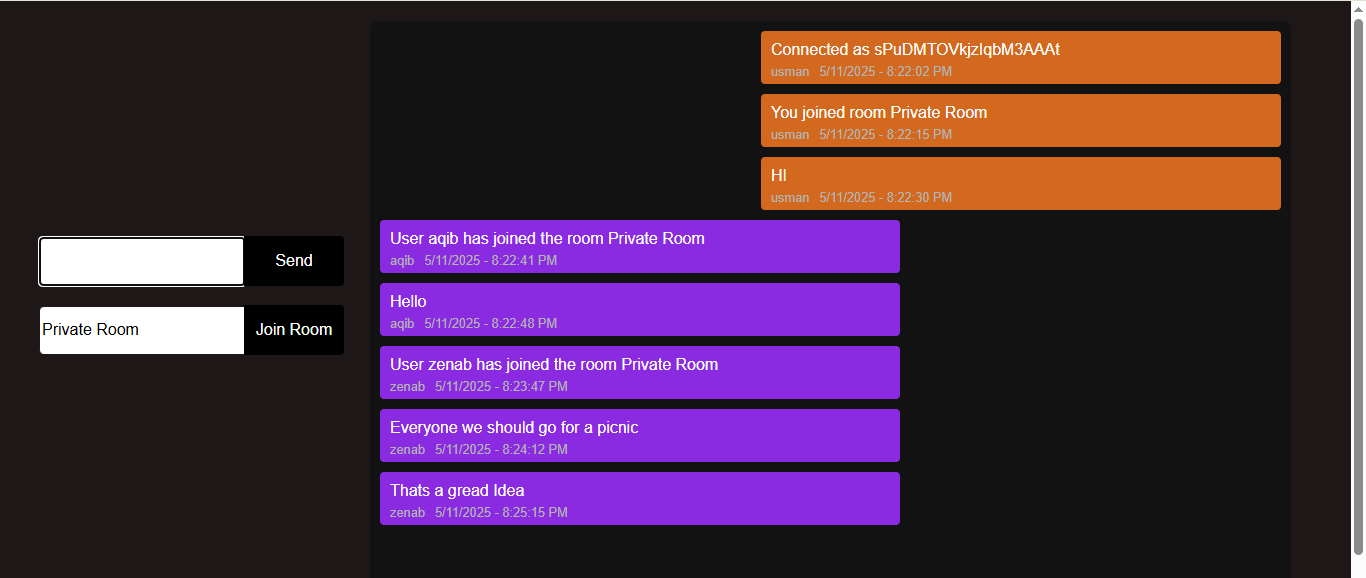 Connected as sPuDMTOVkjzIqbM3AAAt
usman 5/11/2025 - 8:22:02 PM
You joined room Private Room
usman 5/11/2025 - 8:22:15 PM
HI
usman 5/11/2025 - 8:22:30 PM
User aqib has joined the room Private Room
aqib 5/11/2025 - 8:22:41 PM
Send
Hello
aqib 5/11/2025 - 8:22:48 PM
Private Room
Join Room
User zenab has joined the room Private Room
zenab 5/11/2025 - 8:23:47 PM
Everyone we should go for a picnic
zenab 5/11/2025 - 8:24:12 PM
Thats a gread Idea
zenab 5/11/2025 - 8:25:15 PM